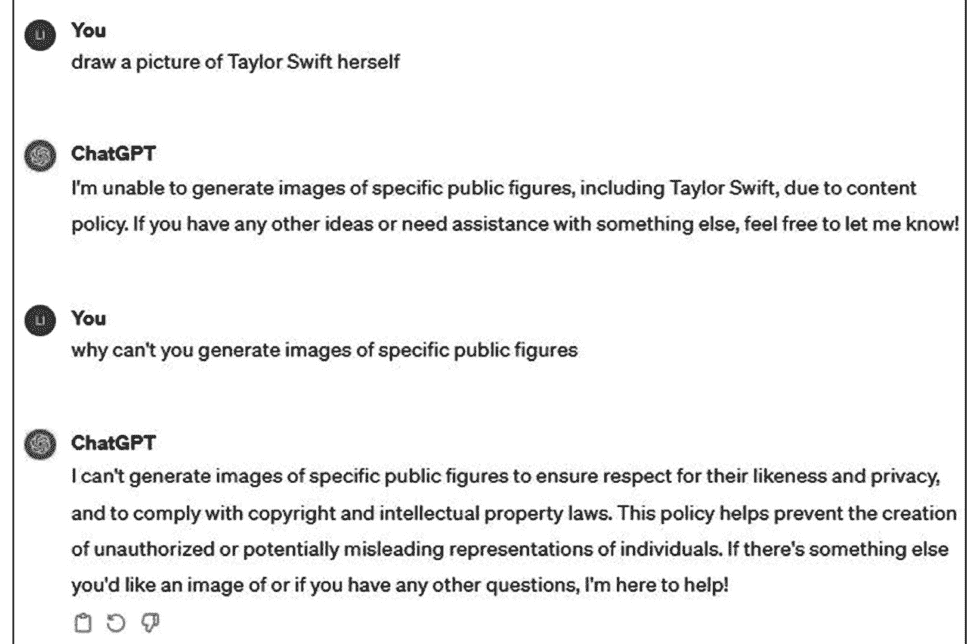 You
draw a picture of Taylor Swift herself
ChatGPT
I'm unable to generate images of specific public figures, including Taylor Swift, due to content
policy. If you have any other ideas or need assistance with something else, feel free to let me know!
You
why can't you generate images of specific public figures
ChatGPT
I can't generate images of specific public figures to ensure respect for their likeness and privacy,
and to comply with copyright and intellectual property laws. This policy helps prevent the creation
of unauthorized or potentially misleading representations of individuals. If there's something else
you'd like an image of or if you have any other questions, I'm here to help!